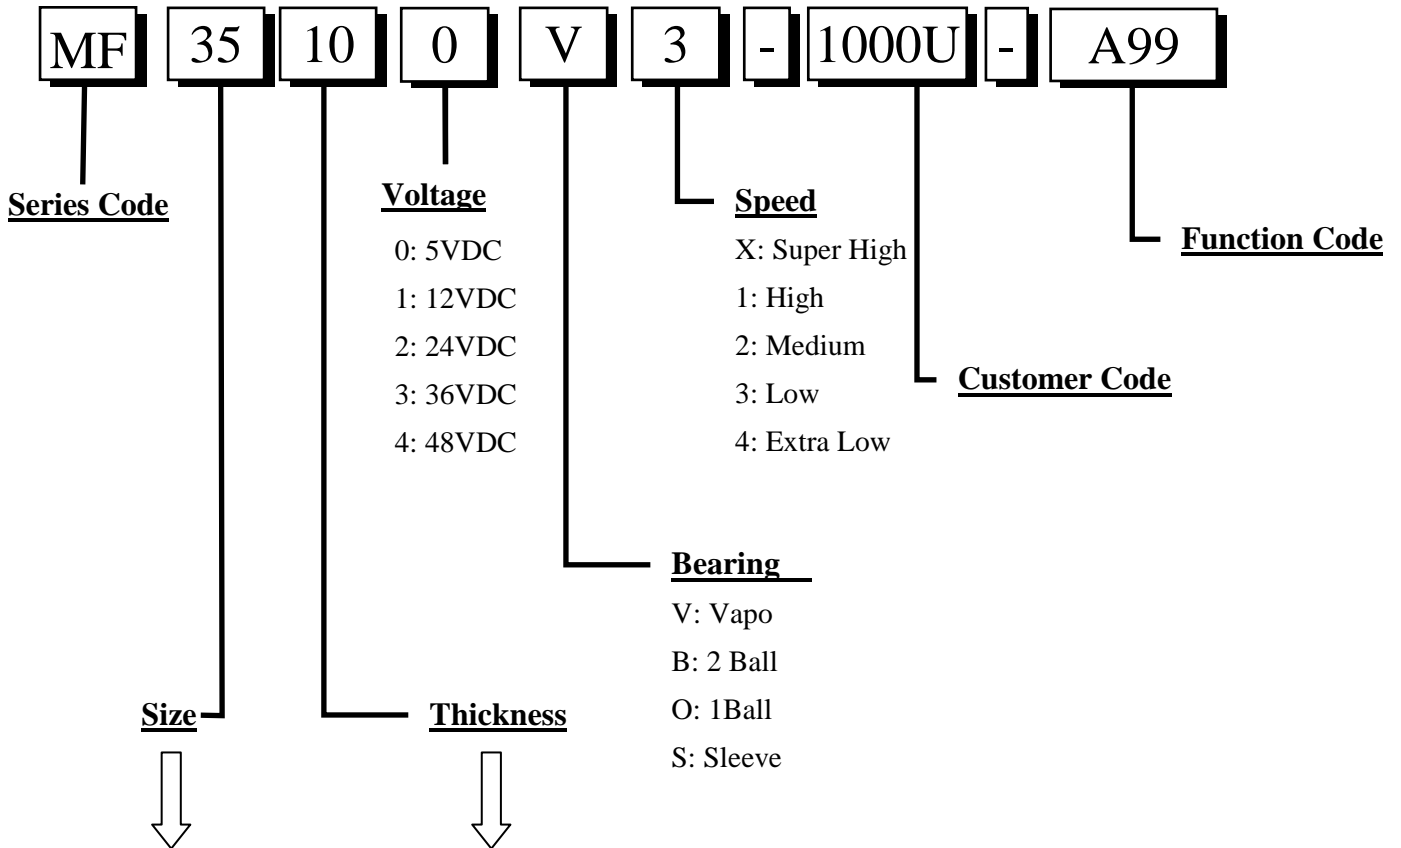 MF 35 10 0 V 3 - 1000U - A99
Series Code
Voltage
0: 5VDC
1: 12VDC
2: 24VDC
3: 36VDC
4: 48VDC
Speed
X: Super High
1: High
2: Medium
3: Low
4: Extra Low
Function Code
Customer Code
Bearing
V: Vapo
B: 2 Ball
O: 1Ball
S: Sleeve
Size
Thickness